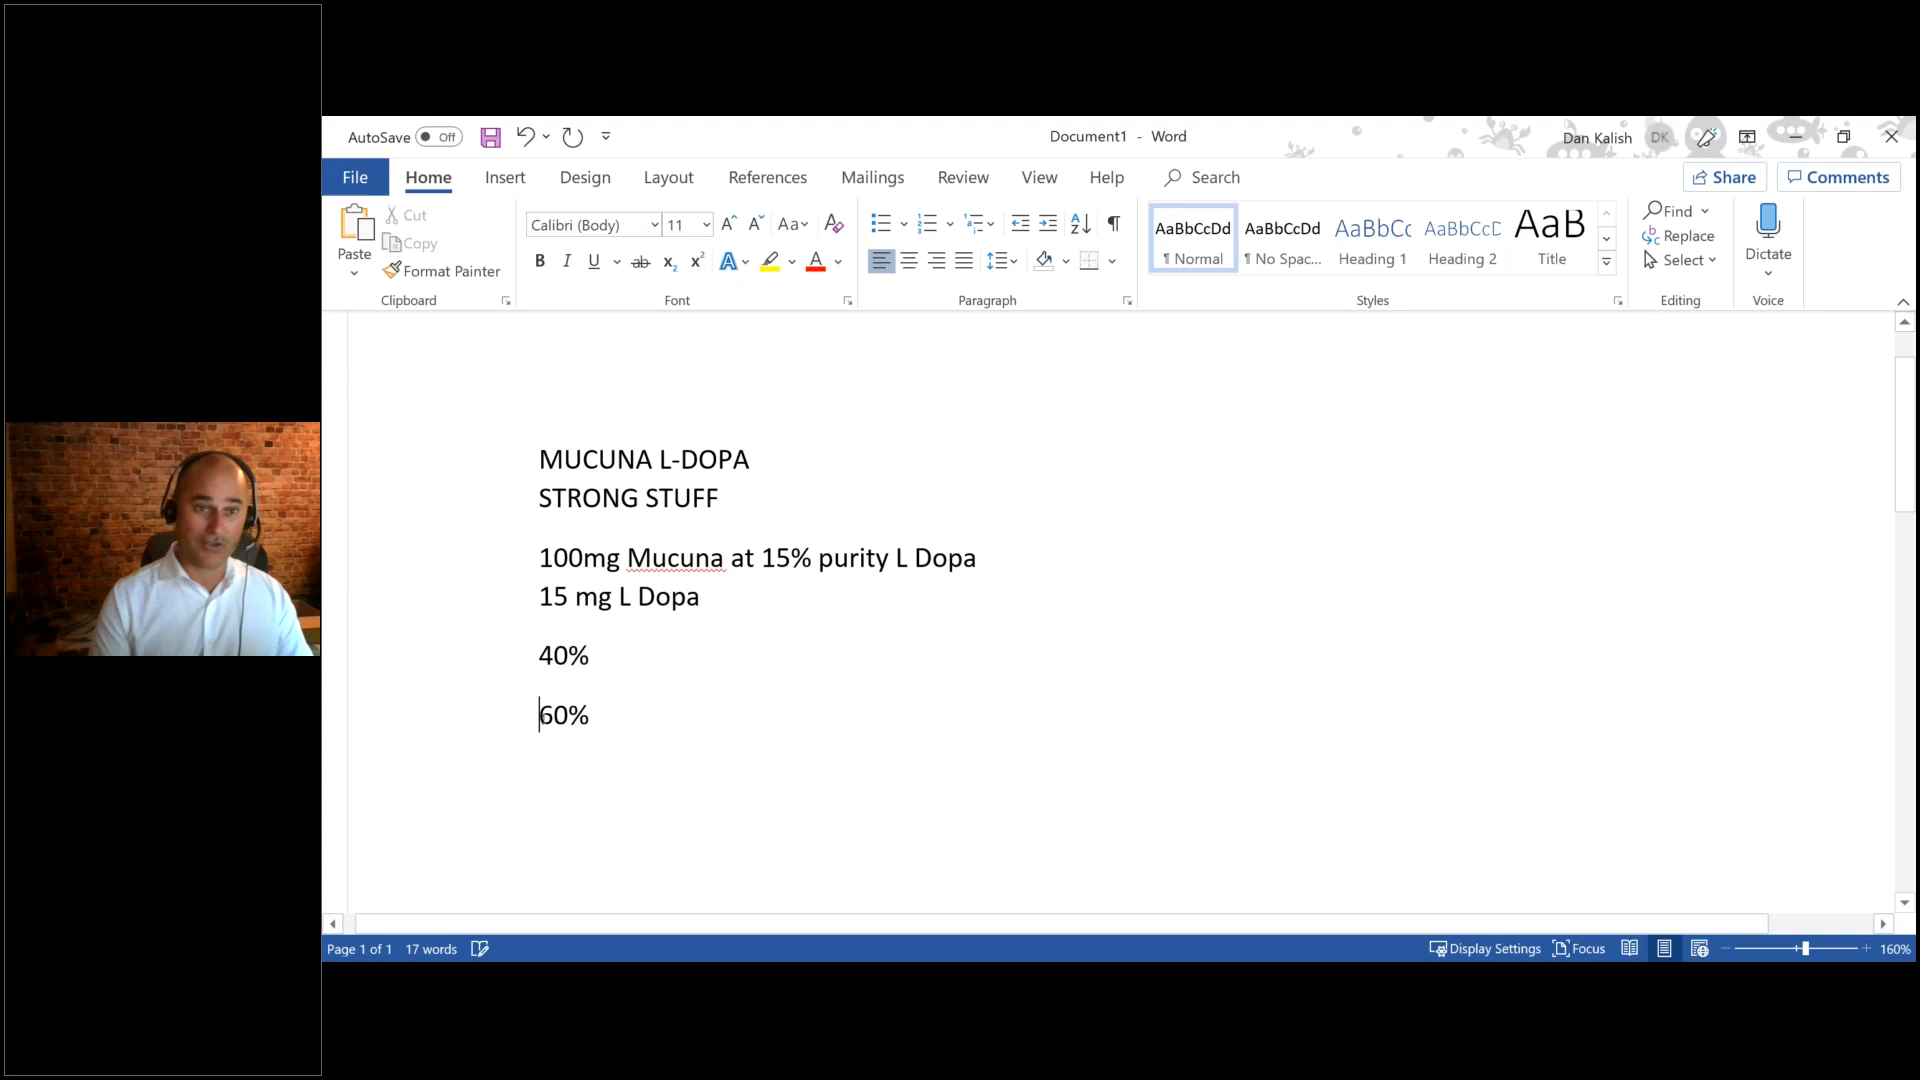 AutoSave Off
Document1 - Word
Dan Kalish DK
File Home Insert Design Layout References Mailings Review View Help Search Share Comments
Paste
Cut
Copy
Format Painter
Clipboard
Calibri (Body) 11
Font
Paragraph
AaBbCcDd AaBbCcDd AaBbCc AaBbCcD AaB
¶ Normal ¶ No Spac... Heading 1 Heading 2 Title
Styles
Find
Replace
Select
Editing
Dictate
Voice
MUCUNA L-DOPA
STRONG STUFF
100mg Mucuna at 15% purity L Dopa
15 mg L Dopa
40%
60%
Page 1 of 1 17 words Display Settings Focus 160%